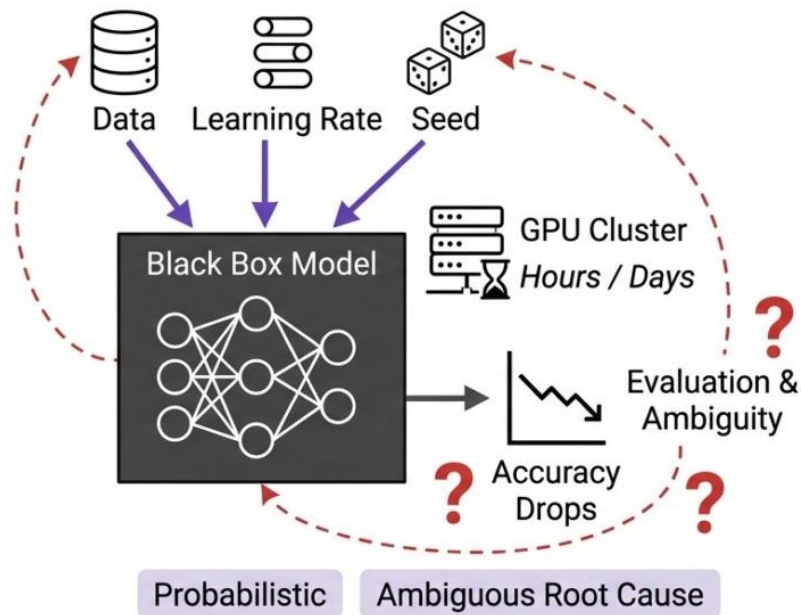 Data
Learning Rate
Seed
Black Box Model
GPU Cluster
Hours / Days
?
Evaluation &
Ambiguity
?
Accuracy
Drops
?
Probabilistic
Ambiguous Root Cause